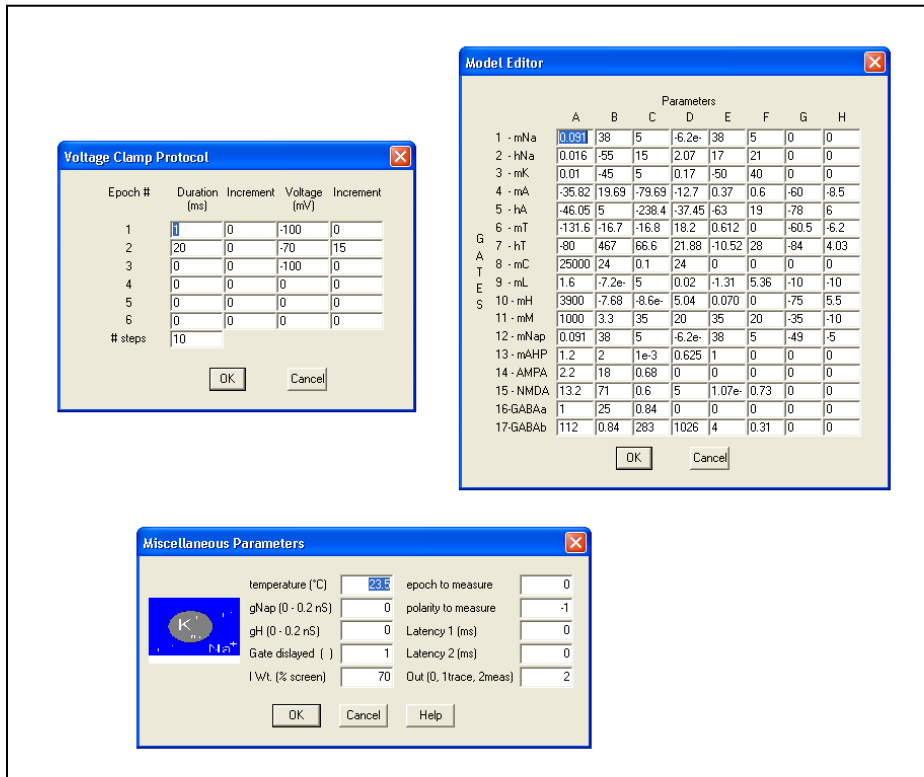 Voltage Clamp Protocol
Epoch # Duration (ms) Increment Voltage (mV) Increment
1 1 0 -100 0
2 20 0 -70 15
3 0 0 -100 0
4 0 0 0 0
5 0 0 0 0
6 0 0 0 0
# steps 10
OK Cancel
Model Editor
Parameters
A B C D E F G H
GATES
1 - mNa 0.091 38 5 -6.2e- 38 5 0 0
2 - hNa 0.016 -55 15 2.07 17 21 0 0
3 - mK 0.01 -45 5 0.17 -50 40 0 0
4 - mA -35.82 19.69 -79.69 -12.7 0.37 0.6 -60 -8.5
5 - hA -46.05 5 -238.4 -37.45 -63 19 -78 6
6 - mT -131.6 -16.7 -16.8 18.2 0.612 0 -60.5 -6.2
7 - hT -80 467 66.6 21.88 -10.52 28 -84 4.03
8 - mC 25000 24 0.1 24 0 0 0 0
9 - mL 1.6 -7.2e- 5 0.02 -1.31 5.36 -10 -10
10 - mH 3900 -7.68 -8.6e- 5.04 0.070 0 -75 5.5
11 - mM 1000 3.3 35 20 35 20 -35 -10
12 - mNap 0.091 38 5 -6.2e- 38 5 -49 -5
13 - mAHP 1.2 2 1e-3 0.625 1 0 0 0
14 - AMPA 2.2 18 0.68 0 0 0 0 0
15 - NMDA 13.2 71 0.6 5 1.07e- 0.73 0 0
16-GABAa 1 25 0.84 0 0 0 0 0
17-GABAb 112 0.84 283 1026 4 0.31 0 0
OK Cancel
Miscellaneous Parameters
K+
Na+
temperature (°C) 23.5 epoch to measure 0
gNap (0 - 0.2 nS) 0 polarity to measure -1
gH (0 - 0.2 nS) 0 Latency 1 (ms) 0
Gate dislayed ( ) 1 Latency 2 (ms) 0
I Wt. (% screen) 70 Out (0, 1trace, 2meas) 2
OK Cancel Help